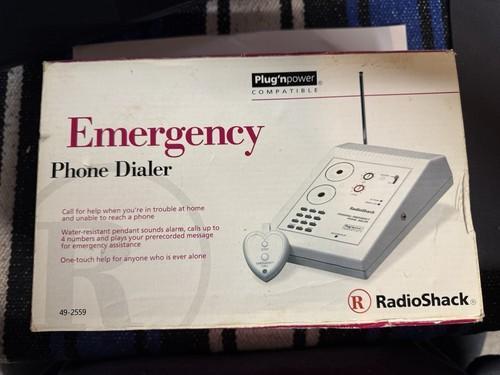 Plug'npower®
COMPATIBLE
Emergency
Phone Dialer
Call for help when you're in trouble at home
and unable to reach a phone
Water-resistant pendant sounds alarm, calls up to
4 numbers and plays your prerecorded message
for emergency assistance
One-touch help for anyone who is ever alone
RadioShack
49-2559
R RadioShack®